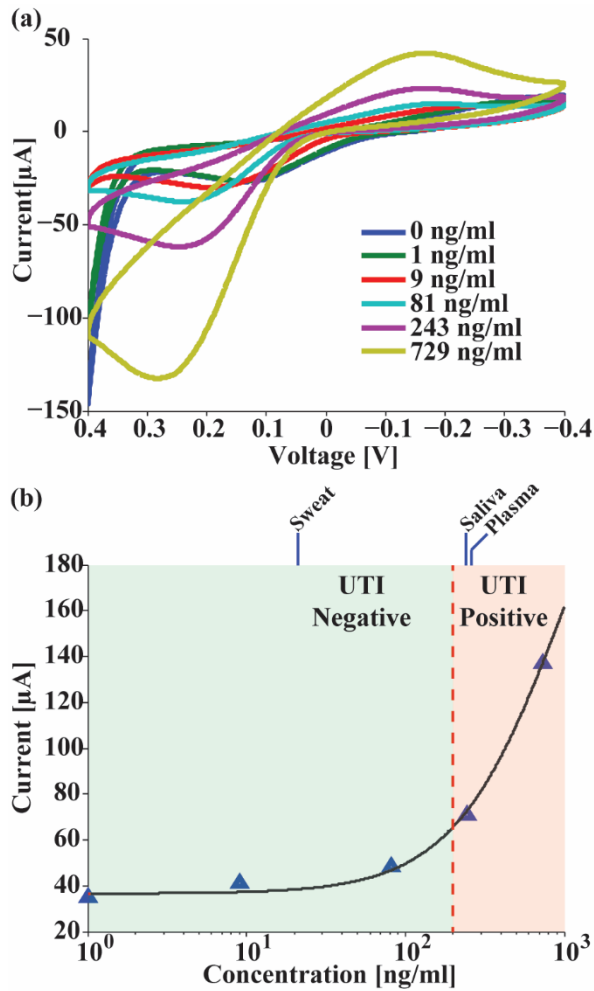 (a)
50
0
−50
−100
−150
Current[µA]
0 ng/ml
1 ng/ml
9 ng/ml
81 ng/ml
243 ng/ml
729 ng/ml
0.4 0.3 0.2 0.1 0 −0.1 −0.2 −0.3 −0.4
Voltage [V]
(b)
Sweat
Saliva
Plasma
180
160
140
120
100
80
60
40
20
Current [µA]
UTI
Negative
UTI
Positive
10⁰ 10¹ 10² 10³
Concentration [ng/ml]